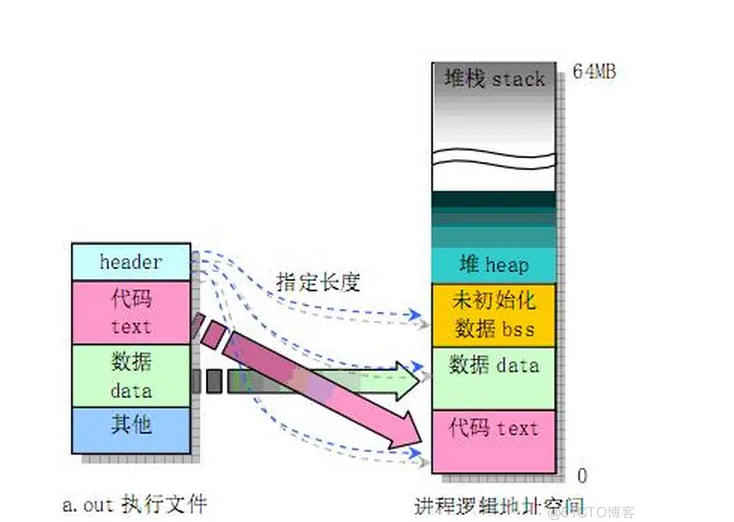 堆栈 stack
64MB
header
代码
text
数据
data
其他
指定长度
堆 heap
未初始化
数据 bss
数据 data
代码 text
0
a.out 执行文件
进程逻辑地址空间
@51CTO博客